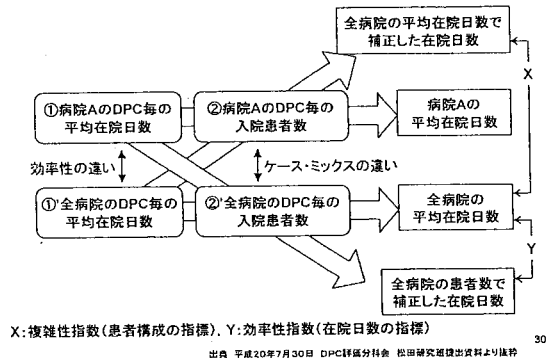 全病院の平均在院日数で
補正した在院日数
X
①病院AのDPC毎の
平均在院日数
②病院AのDPC毎の
入院患者数
病院Aの
平均在院日数
効率性の違い
ケース・ミックスの違い
①'全病院のDPC毎の
平均在院日数
②'全病院のDPC毎の
入院患者数
全病院の
平均在院日数
Y
全病院の患者数で
補正した在院日数
X:複雑性指数(患者構成の指標)、Y:効率性指数(在院日数の指標)
30
出典 平成20年7月30日 DPC評価分科会 松田研究班提出資料より抜粋